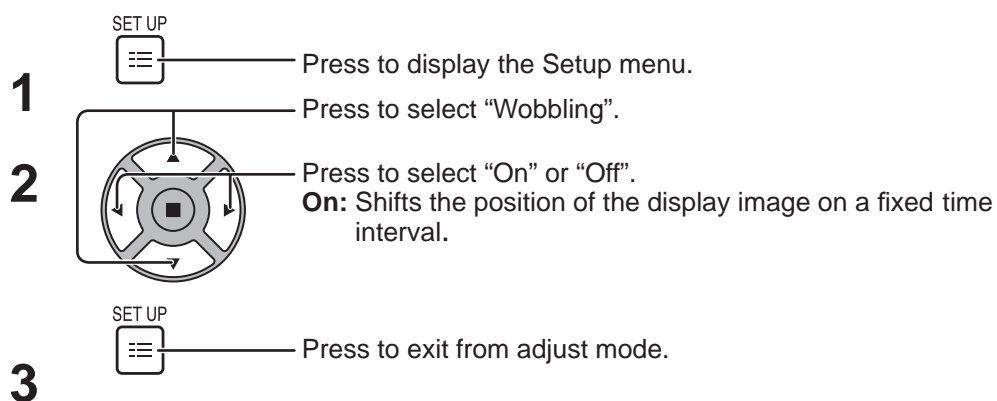 SET UP
1
Press to display the Setup menu.
Press to select “Wobbling”.
2
Press to select “On” or “Off”.
On: Shifts the position of the display image on a fixed time
interval.
SET UP
Press to exit from adjust mode.
3